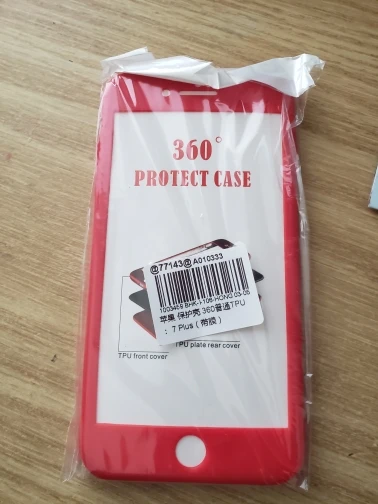 360°
PROTECT CASE
@77143@A010333
苹果 保护壳 360普通TPU
： 7 Plus（带膜）
TPU front cover
TPU plate rear cover